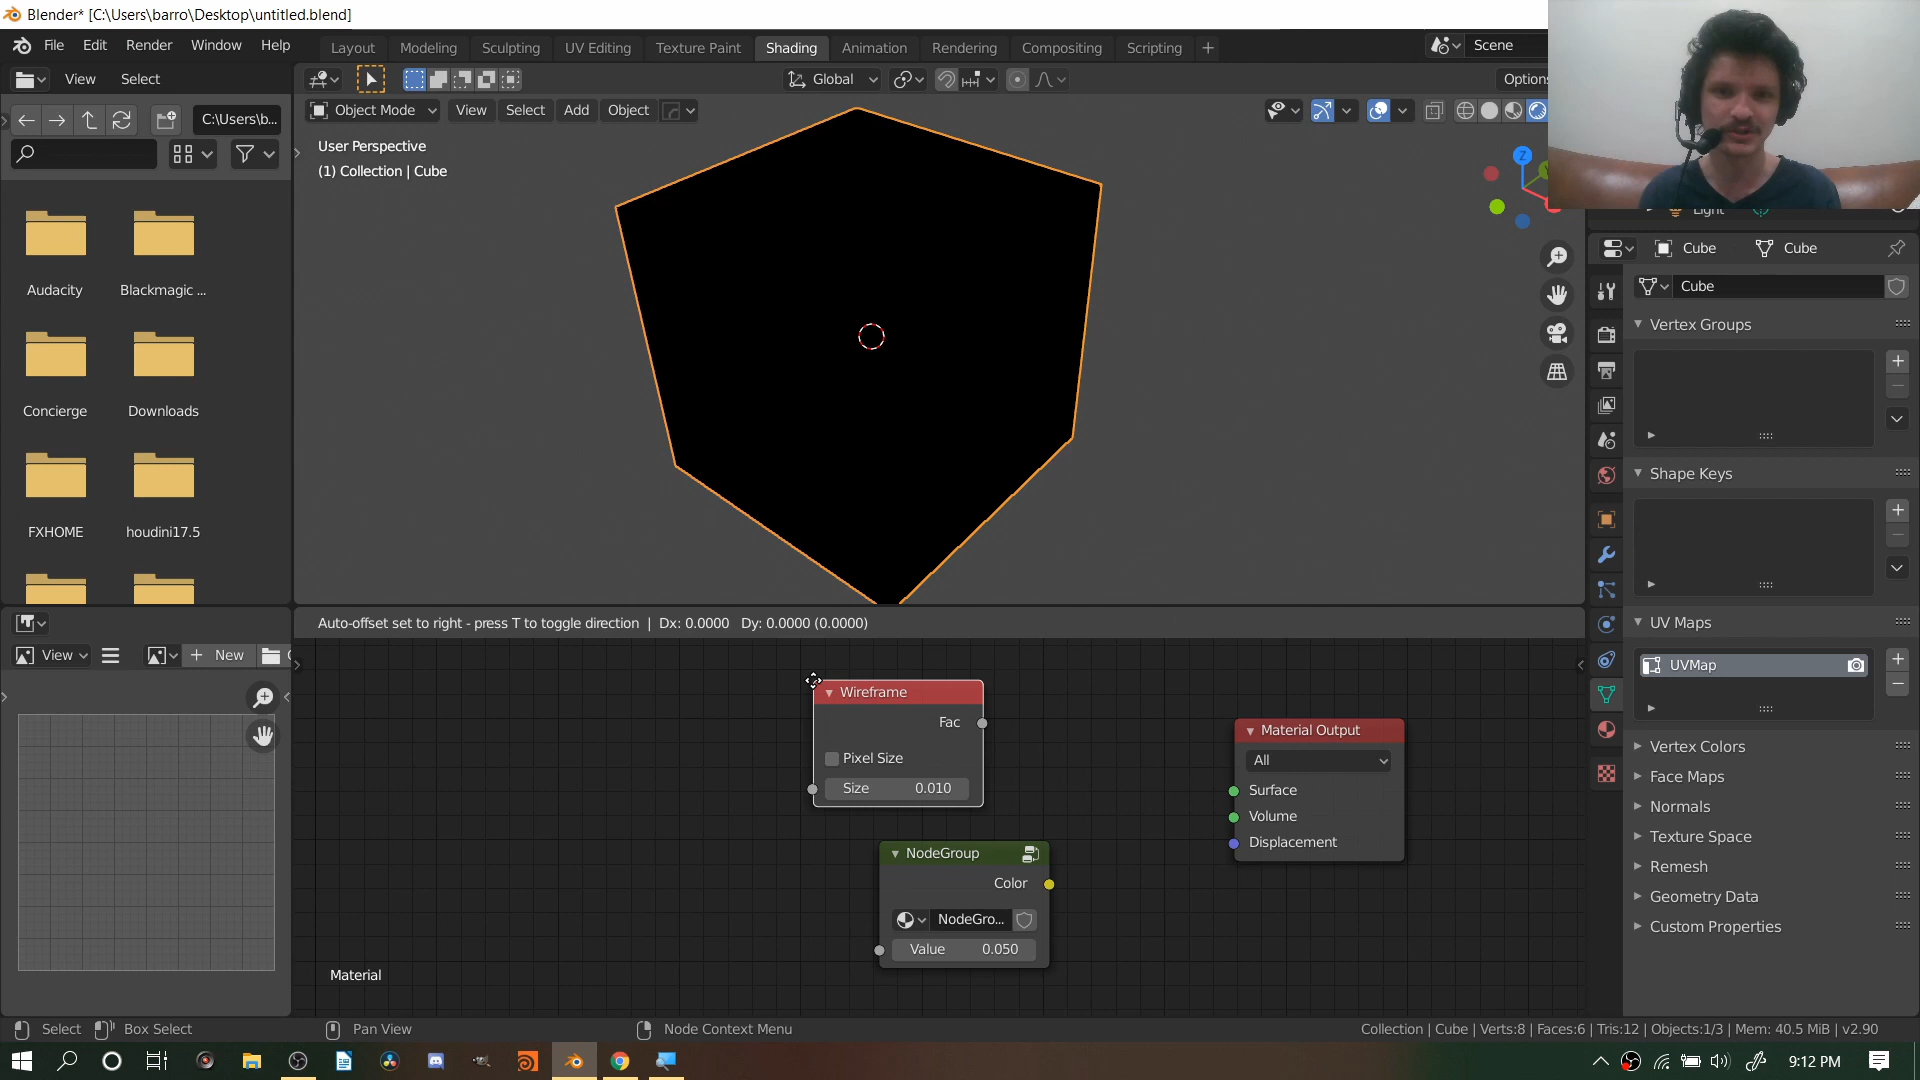 Blender* [C:\Users\barro\Desktop\untitled.blend]
File Edit Render Window Help
Layout Modeling Sculpting UV Editing Texture Paint Shading Animation Rendering Compositing Scripting +
Scene
View Select
Global
Options
C:\Users\b...
Object Mode View Select Add Object
User Perspective
(1) Collection | Cube
Z
Audacity
Blackmagic ...
Concierge
Downloads
FXHOME
houdini17.5
Light
Cube Cube
Cube
Vertex Groups
Shape Keys
UV Maps
UVMap
Vertex Colors
Face Maps
Normals
Texture Space
Remesh
Geometry Data
Custom Properties
Auto-offset set to right - press T to toggle direction | Dx: 0.0000 Dy: 0.0000 (0.0000)
View
New
Wireframe
Fac
Pixel Size
Size 0.010
NodeGroup
Color
NodeGro...
Value 0.050
Material Output
All
Surface
Volume
Displacement
Material
Select Box Select Pan View Node Context Menu
Collection | Cube | Verts:8 | Faces:6 | Tris:12 | Objects:1/3 | Mem: 40.5 MiB | v2.90
9:12 PM